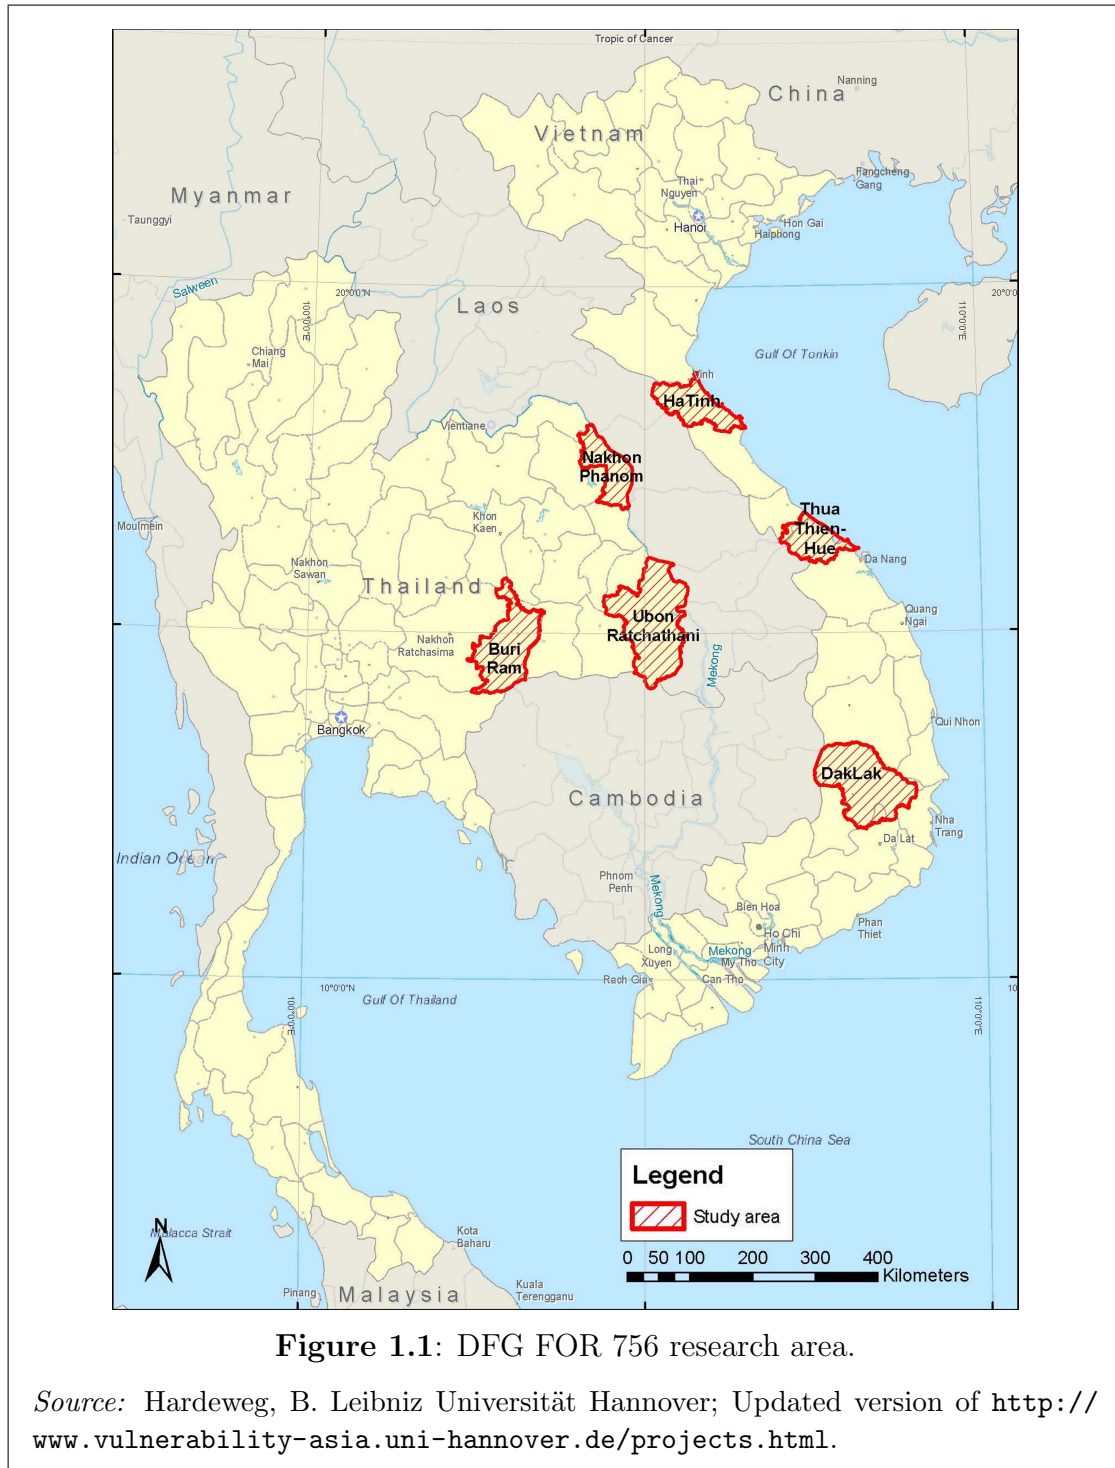 Tropic of Cancer
Nanning
China
Vietnam
Fangcheng
Gang
Thai
Nguyen
Myanmar
Taunggyi
Hanoi
Hon Gai
Haiphong
Salween
20°0'0"N
20°0'0
100°0'0"E
110°0'0"E
Laos
Chiang
Mai
Gulf Of Tonkin
Vinh
HaTinh
Vientiane
Nakhon
Phanom
Thua
Thien-
Hue
Khon
Kaen
Moulmein
Da Nang
Nakhon
Sawan
Thailand
Quang
Ngai
Ubon
Ratchathani
Nakhon
Ratchasima
Buri
Ram
Mekong
Bangkok
Qui Nhon
DakLak
Cambodia
Nha
Trang
Da Lat
Indian Ocean
Phnom
Penh
Mekong
Bien Hoa
Phan
Thiet
Ho Chi
Minh
City
Long
Xuyen
Mekong
My Tho
Rach Gia
Can Tho
10°0'0"N
10
Gulf Of Thailand
100°0'0"E
110°0'0"E
South China Sea
Legend
Study area
N
Malacca Strait
Kota
Baharu
0 50 100 200 300 400
Kilometers
Pinang
Malaysia
Kuala
Terengganu
Figure 1.1: DFG FOR 756 research area.
Source: Hardeweg, B. Leibniz Universität Hannover; Updated version of http://
www.vulnerability-asia.uni-hannover.de/projects.html.